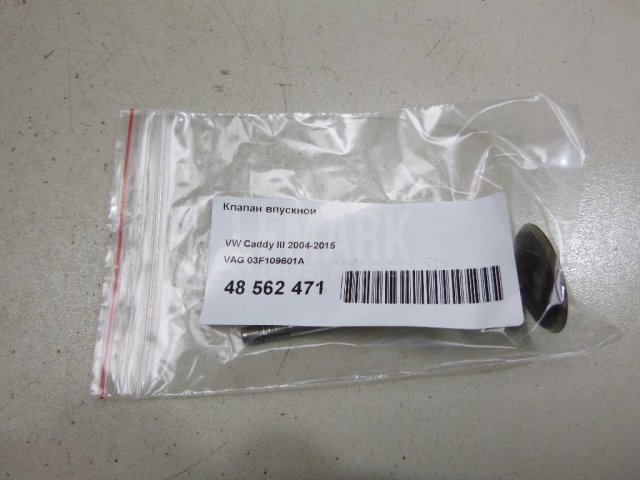 Клапан впускной
VW Caddy III 2004-2015
VAG 03F109601A
48 562 471